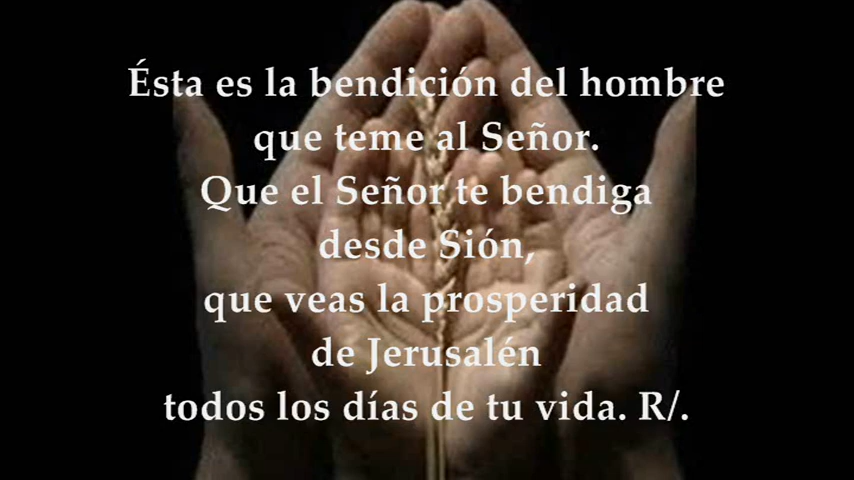 Ésta es la bendición del hombre
que teme al Señor.
Que el Señor te bendiga
desde Sión,
que veas la prosperidad
de Jerusalén
todos los días de tu vida. R/.